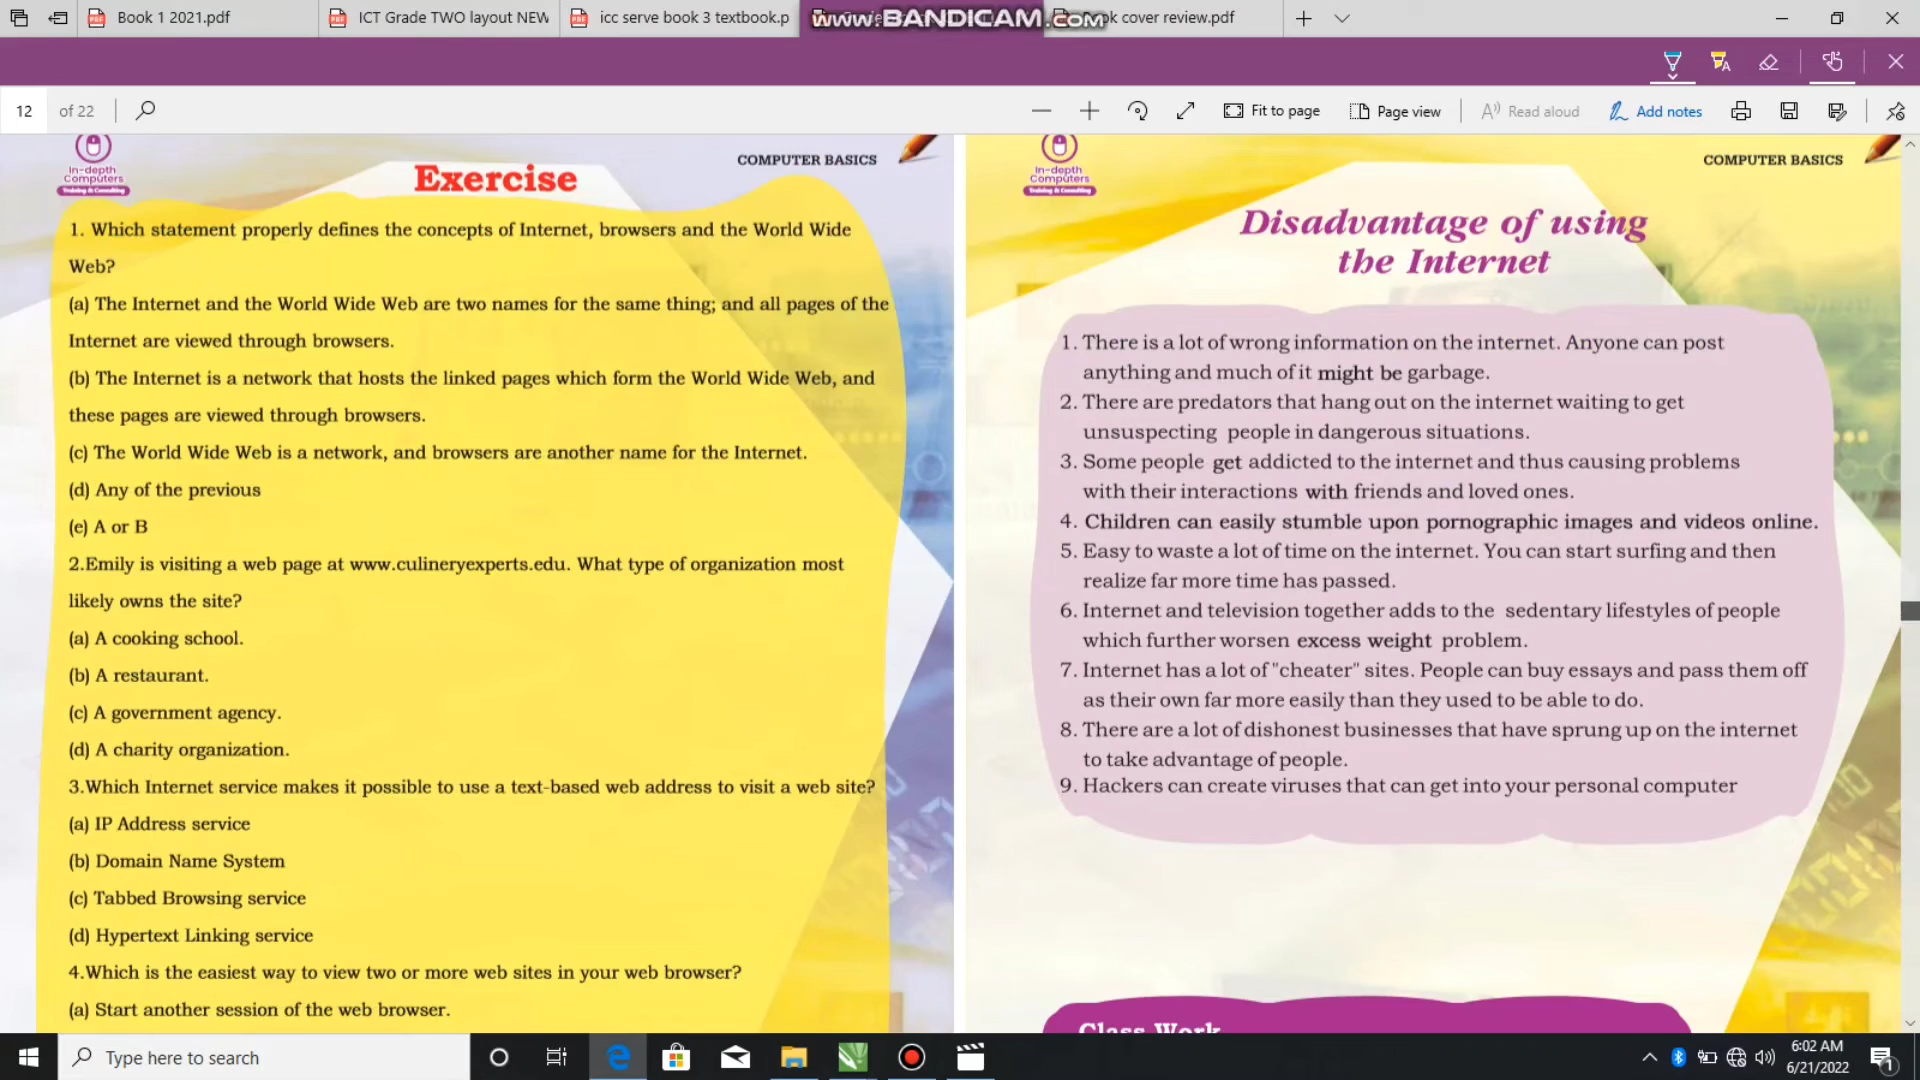 Book 1 2021.pdf
ICT Grade TWO layout NEW
icc serve book 3 textbook.p
www.BANDICAM.com
ok cover review.pdf
12 of 22
Fit to page
Page view
Read aloud
Add notes
In-depth
Computers
Training & Consulting
COMPUTER BASICS
Exercise
1. Which statement properly defines the concepts of Internet, browsers and the World Wide
Web?
(a) The Internet and the World Wide Web are two names for the same thing; and all pages of the
Internet are viewed through browsers.
(b) The Internet is a network that hosts the linked pages which form the World Wide Web, and
these pages are viewed through browsers.
(c) The World Wide Web is a network, and browsers are another name for the Internet.
(d) Any of the previous
(e) A or B
2.Emily is visiting a web page at www.culineryexperts.edu. What type of organization most
likely owns the site?
(a) A cooking school.
(b) A restaurant.
(c) A government agency.
(d) A charity organization.
3.Which Internet service makes it possible to use a text-based web address to visit a web site?
(a) IP Address service
(b) Domain Name System
(c) Tabbed Browsing service
(d) Hypertext Linking service
4.Which is the easiest way to view two or more web sites in your web browser?
(a) Start another session of the web browser.
In-depth
Computers
Training & Consulting
COMPUTER BASICS
Disadvantage of using
the Internet
1. There is a lot of wrong information on the internet. Anyone can post
anything and much of it might be garbage.
2. There are predators that hang out on the internet waiting to get
unsuspecting people in dangerous situations.
3. Some people get addicted to the internet and thus causing problems
with their interactions with friends and loved ones.
4. Children can easily stumble upon pornographic images and videos online.
5. Easy to waste a lot of time on the internet. You can start surfing and then
realize far more time has passed.
6. Internet and television together adds to the sedentary lifestyles of people
which further worsen excess weight problem.
7. Internet has a lot of "cheater" sites. People can buy essays and pass them off
as their own far more easily than they used to be able to do.
8. There are a lot of dishonest businesses that have sprung up on the internet
to take advantage of people.
9. Hackers can create viruses that can get into your personal computer
Class Work
Type here to search
6:02 AM
6/21/2022
1